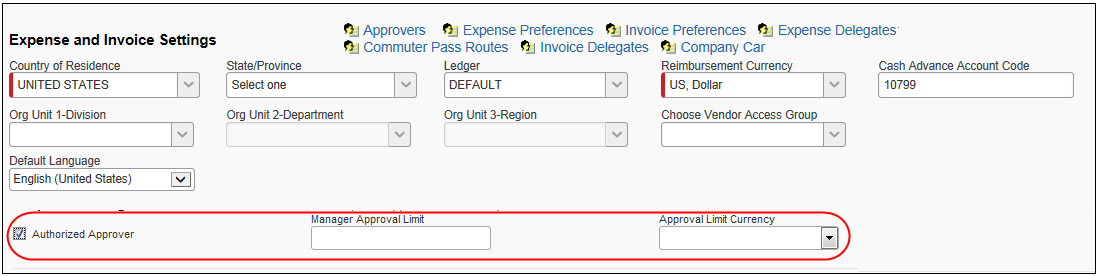 Expense and Invoice Settings
Approvers Expense Preferences Invoice Preferences Expense Delegates
Commuter Pass Routes Invoice Delegates Company Car
Country of Residence State/Province Ledger Reimbursement Currency Cash Advance Account Code
UNITED STATES Select one DEFAULT US, Dollar 10799
Org Unit 1-Division Org Unit 2-Department Org Unit 3-Region Choose Vendor Access Group
Default Language
English (United States)
Manager Approval Limit Approval Limit Currency
Authorized Approver